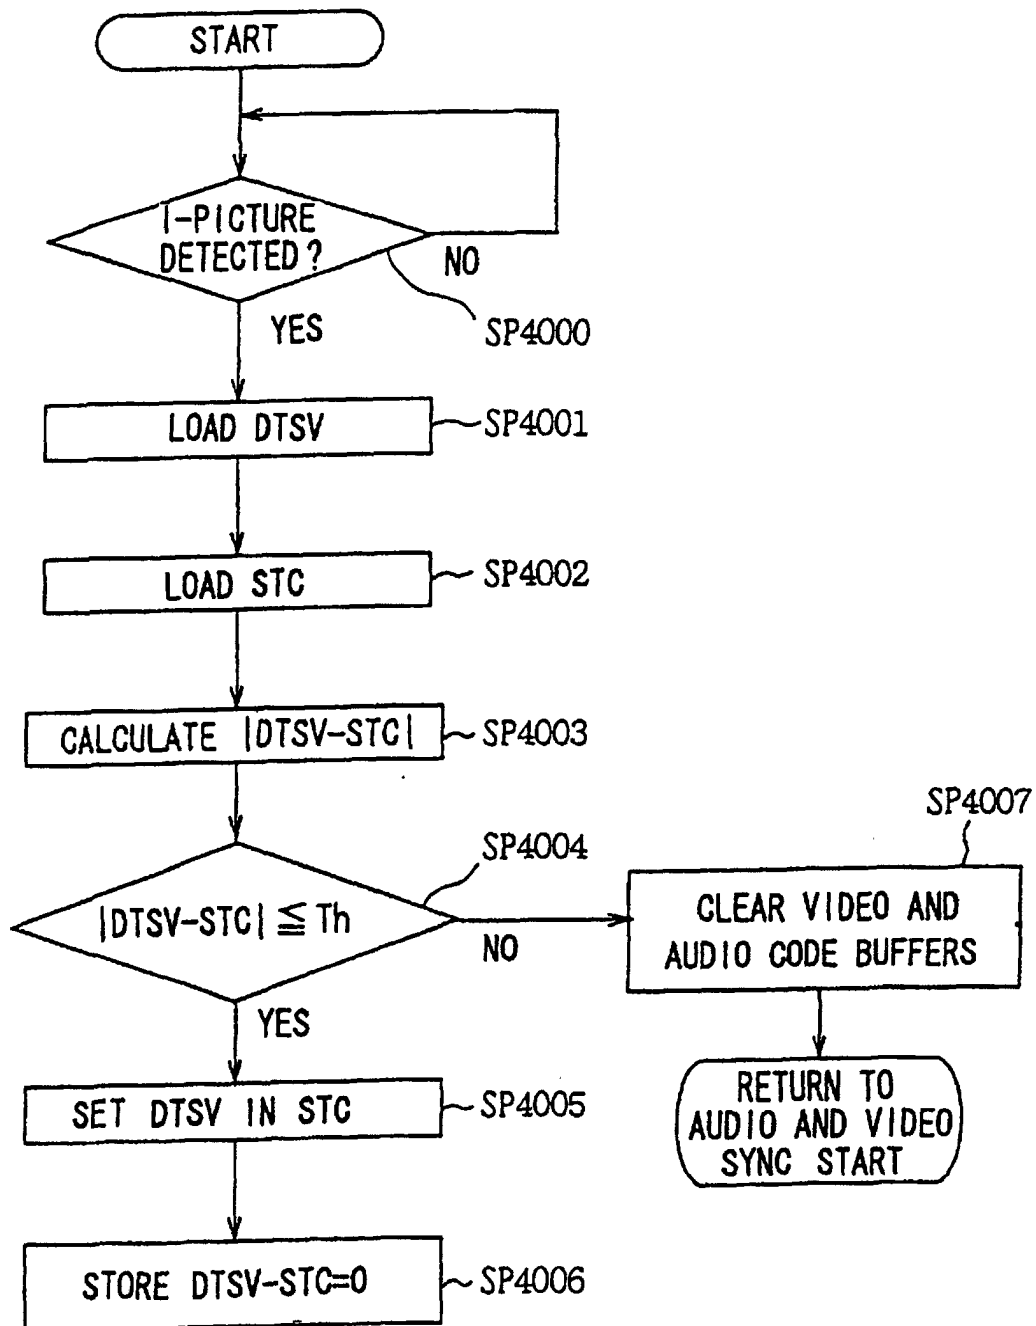 START
I-PICTURE
DETECTED?
NO
YES
SP4000
LOAD DTSV
SP4001
LOAD STC
SP4002
CALCULATE |DTSV-STC|
SP4003
|DTSV-STC| ≦ Th
SP4004
NO
YES
SP4007
CLEAR VIDEO AND
AUDIO CODE BUFFERS
RETURN TO
AUDIO AND VIDEO
SYNC START
SET DTSV IN STC
SP4005
STORE DTSV-STC=0
SP4006